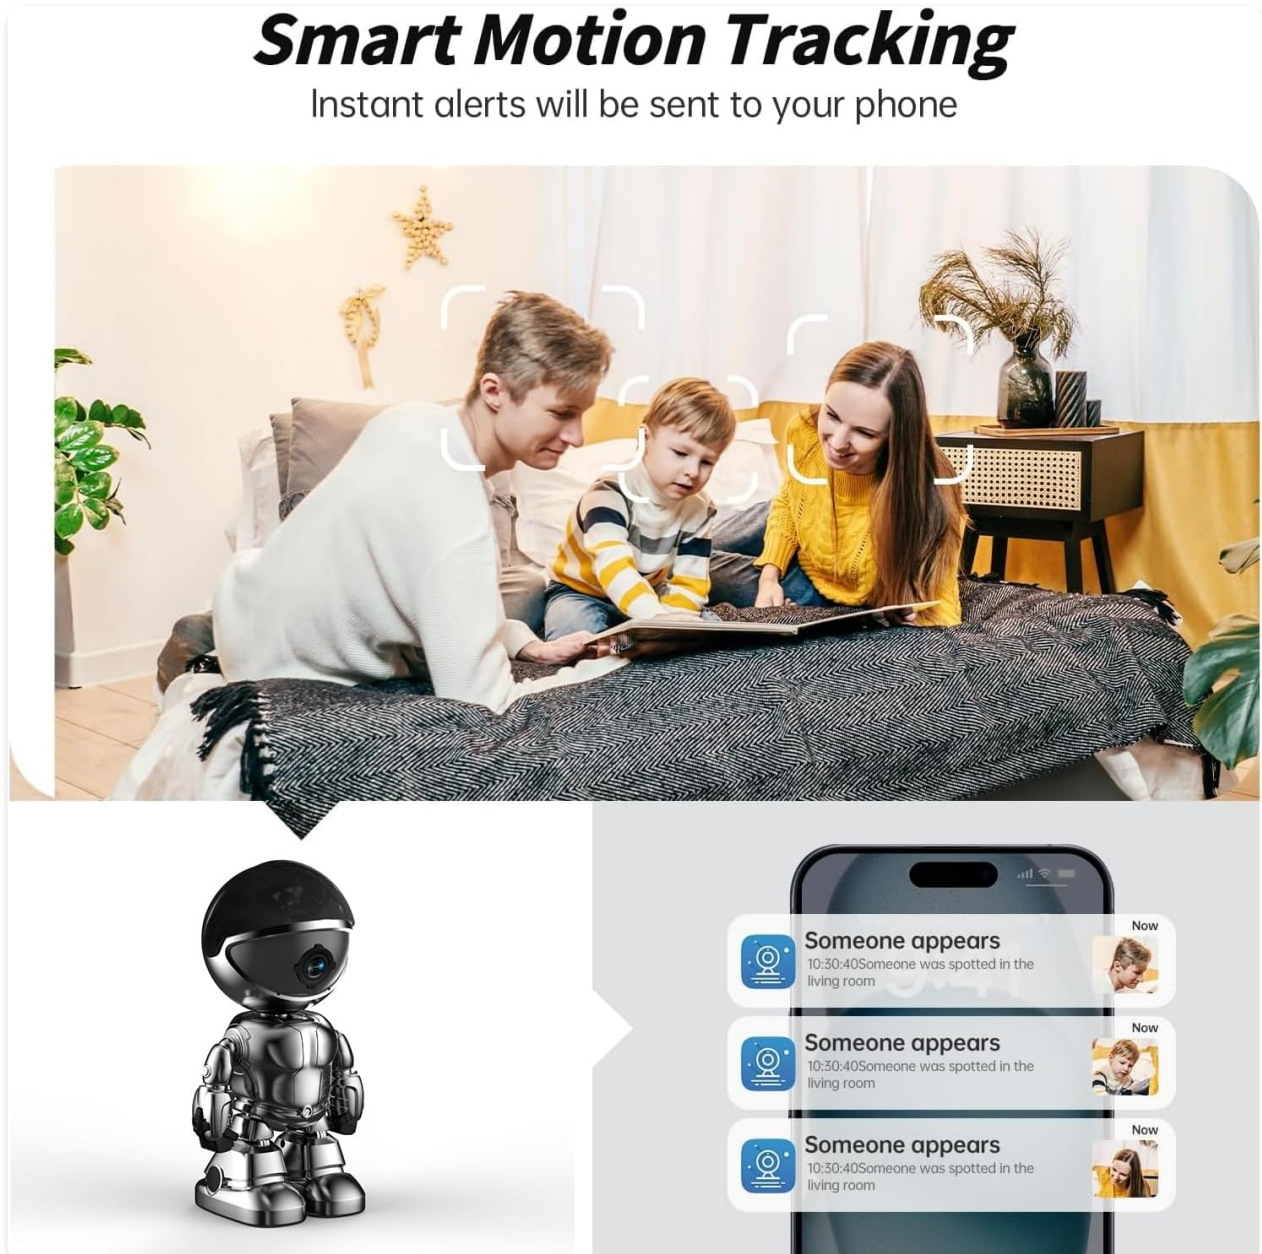 Smart Motion Tracking
Instant alerts will be sent to your phone
Now
Someone appears
10:30:40Someone was spotted in the
living room
Now
Someone appears
10:30:40Someone was spotted in the
living room
Now
Someone appears
10:30:40Someone was spotted in the
living room